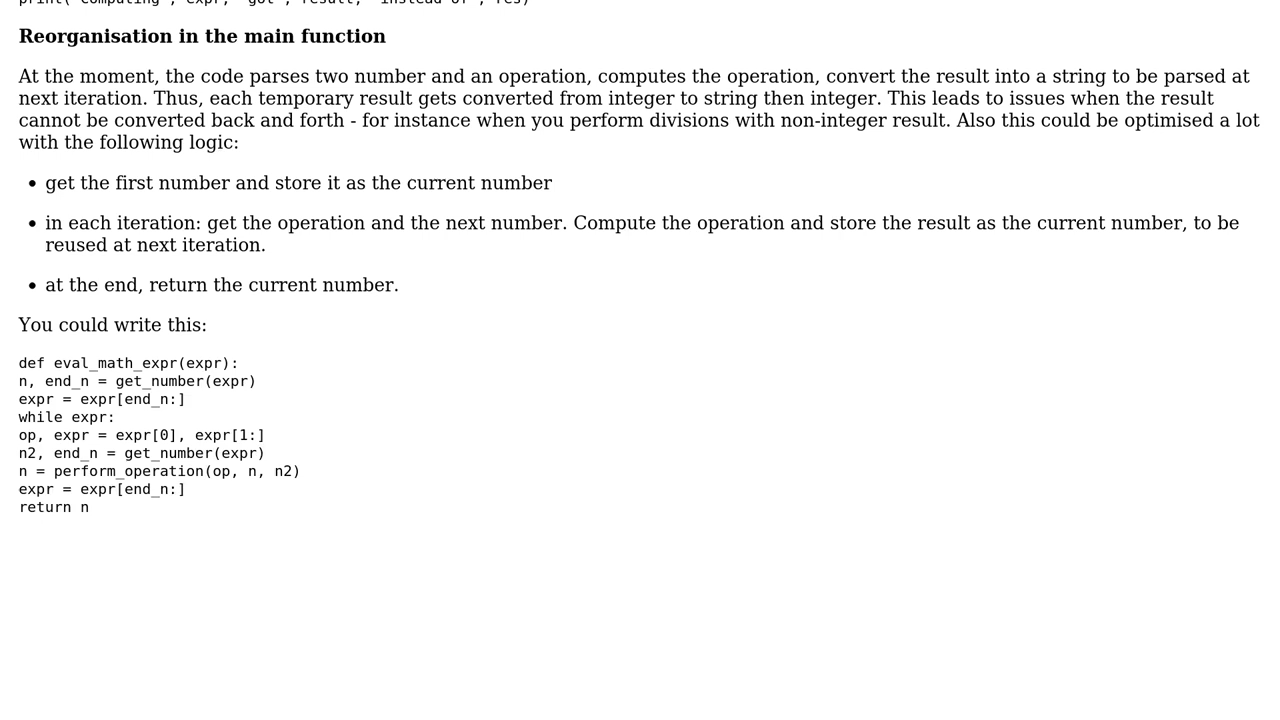 print("Computing", expr, "got", result, "instead of", res)
Reorganisation in the main function
At the moment, the code parses two number and an operation, computes the operation, convert the result into a string to be parsed at
next iteration. Thus, each temporary result gets converted from integer to string then integer. This leads to issues when the result
cannot be converted back and forth - for instance when you perform divisions with non-integer result. Also this could be optimised a lot
with the following logic:
• get the first number and store it as the current number
• in each iteration: get the operation and the next number. Compute the operation and store the result as the current number, to be
reused at next iteration.
• at the end, return the current number.
You could write this:
def eval_math_expr(expr):
n, end_n = get_number(expr)
expr = expr[end_n:]
while expr:
op, expr = expr[0], expr[1:]
n2, end_n = get_number(expr)
n = perform_operation(op, n, n2)
expr = expr[end_n:]
return n